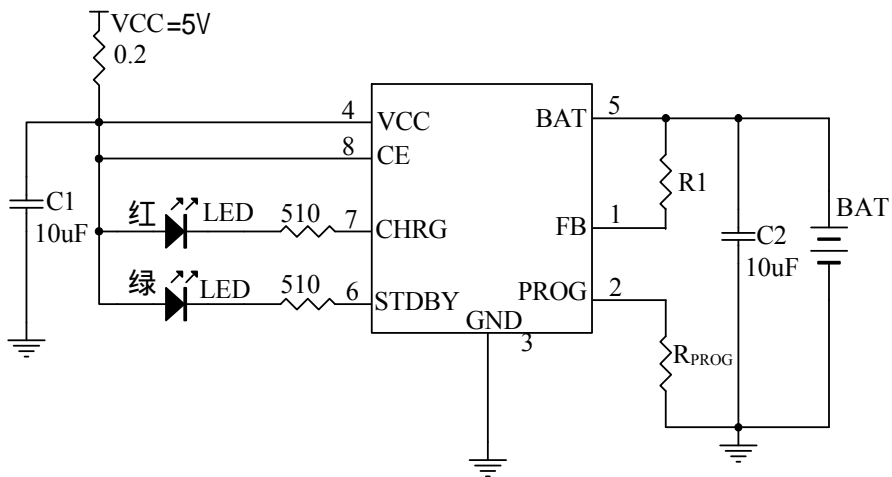 VCC=5V
0.2
4
VCC
8
CE
C1
10uF
红
LED
510
7
CHRG
绿
LED
510
6
STDBY
GND
3
BAT
5
R1
FB
1
PROG
2
RPROG
C2
10uF
BAT